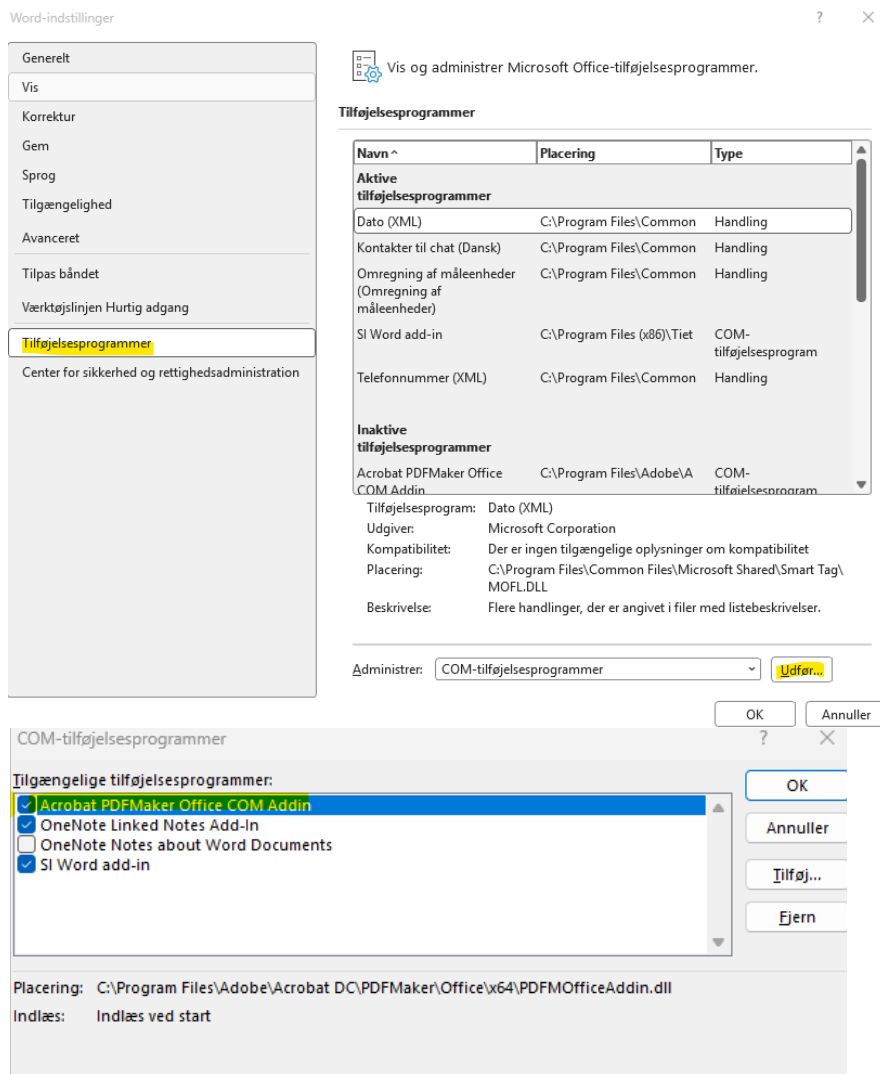 Word-indstillinger
?
Generelt
Vis
Korrektur
Gem
Sprog
Tilgængelighed
Avanceret
Tilpas båndet
Værktøjslinjen Hurtig adgang
Tilføjelsesprogrammer
Center for sikkerhed og rettighedsadministration
Vis og administrer Microsoft Office-tilføjelsesprogrammer.
Tilføjelsesprogrammer
Navn Placering Type
Aktive
tilføjelsesprogrammer
Dato (XML) C:\Program Files\Common Handling
Kontakter til chat (Dansk) C:\Program Files\Common Handling
Omregning af måleenheder C:\Program Files\Common Handling
(Omregning af
måleenheder)
SI Word add-in C:\Program Files (x86)\Tiet COM-
tilføjelsesprogram
Telefonnummer (XML) C:\Program Files\Common Handling
Inaktive
tilføjelsesprogrammer
Acrobat PDFMaker Office C:\Program Files\Adobe\A COM-
COM Addin tilføjelsesprogram
Tilføjelsesprogram: Dato (XML)
Udgiver: Microsoft Corporation
Kompatibilitet: Der er ingen tilgængelige oplysninger om kompatibilitet
Placering: C:\Program Files\Common Files\Microsoft Shared\Smart Tag\
MOFL.DLL
Beskrivelse: Flere handlinger, der er angivet i filer med listebeskrivelser.
Administrer: COM-tilføjelsesprogrammer Udfør...
OK Annuller
COM-tilføjelsesprogrammer
?
Tilgængelige tilføjelsesprogrammer:
Acrobat PDFMaker Office COM Addin
OneNote Linked Notes Add-In
OneNote Notes about Word Documents
SI Word add-in
OK
Annuller
Tilføj...
Fjern
Placering: C:\Program Files\Adobe\Acrobat DC\PDFMaker\Office\x64\PDFMOfficeAddin.dll
Indlæs: Indlæs ved start